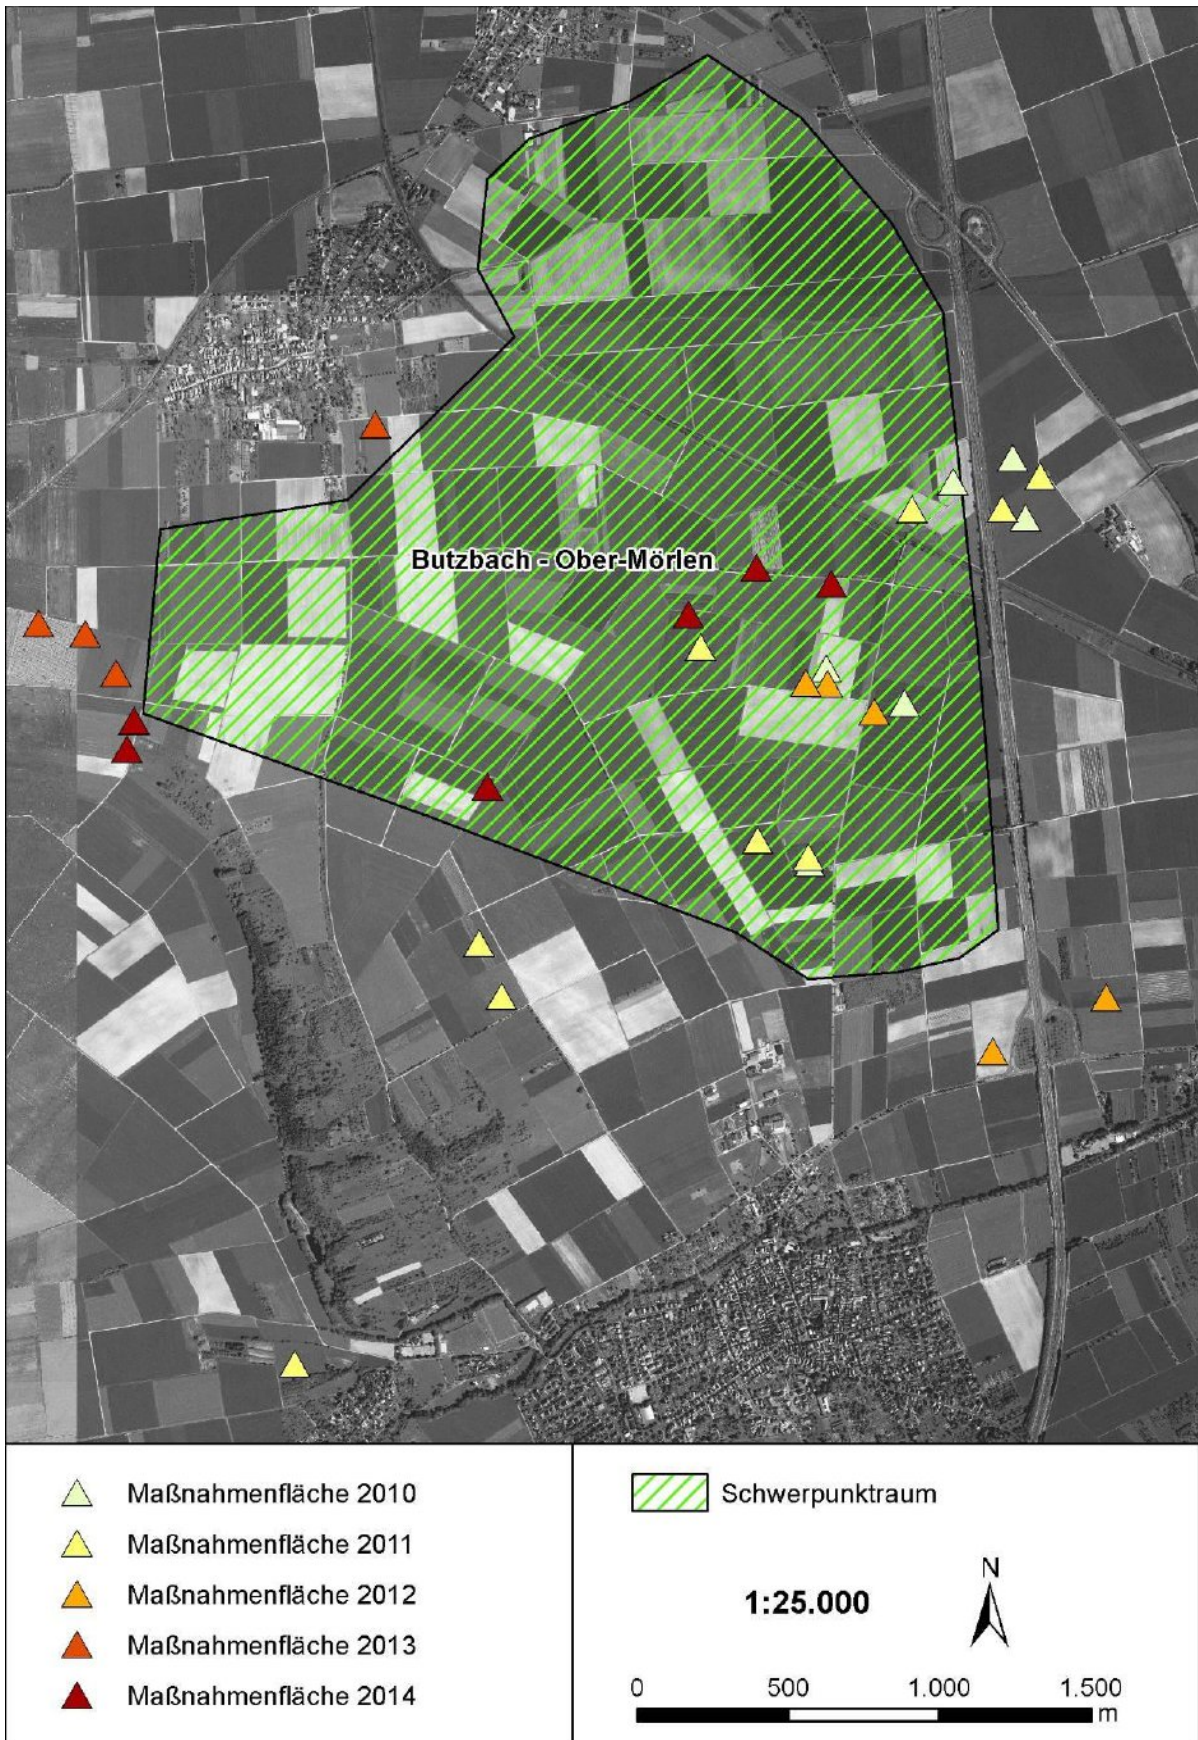 Butzbach - Ober-Mörlen
Maßnahmenfläche 2010
Maßnahmenfläche 2011
Maßnahmenfläche 2012
Maßnahmenfläche 2013
Maßnahmenfläche 2014
Schwerpunktraum
N
1:25.000
0 500 1.000 1.500
m